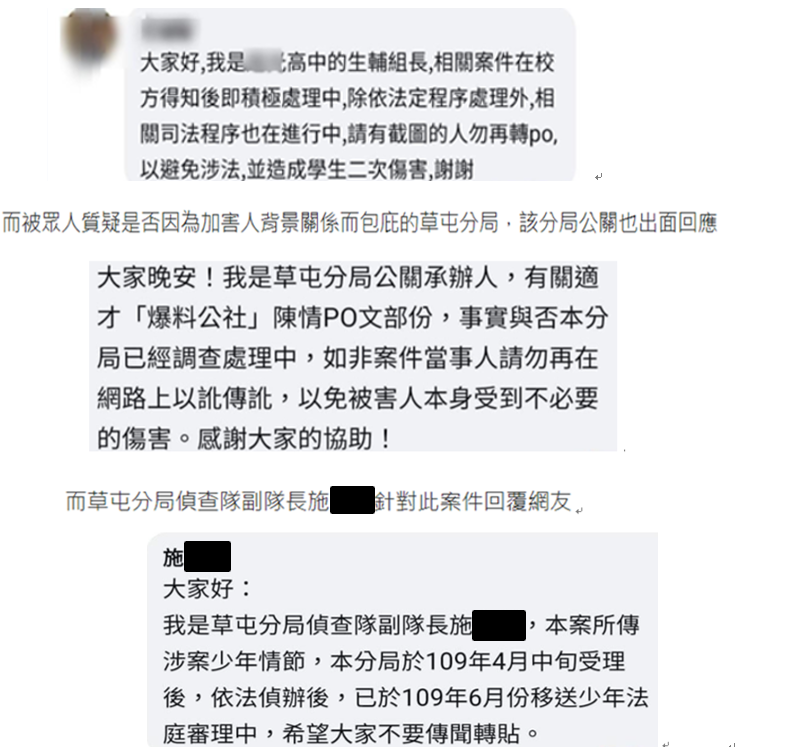 大家好,我是 高中的生輔組長,相關案件在校
方得知後即積極處理中,除依法定程序處理外,相
關司法程序也在進行中,請有截圖的人勿再轉po,
以避免涉法,並造成學生二次傷害,謝謝
而被眾人質疑是否因為加害人背景關係而包庇的草屯分局，該分局公關也出面回應
大家晚安！我是草屯分局公關承辦人，有關適
才「爆料公社」陳情PO文部份，事實與否本分
局已經調查處理中，如非案件當事人請勿再在
網路上以訛傳訛，以免被害人本身受到不必要
的傷害。感謝大家的協助！
而草屯分局偵查隊副隊長施 針對此案件回覆網友
施
大家好：
我是草屯分局偵查隊副隊長施 ，本案所傳
涉案少年情節，本分局於109年4月中旬受理
後，依法偵辦後，已於109年6月份移送少年法
庭審理中，希望大家不要傳聞轉貼。